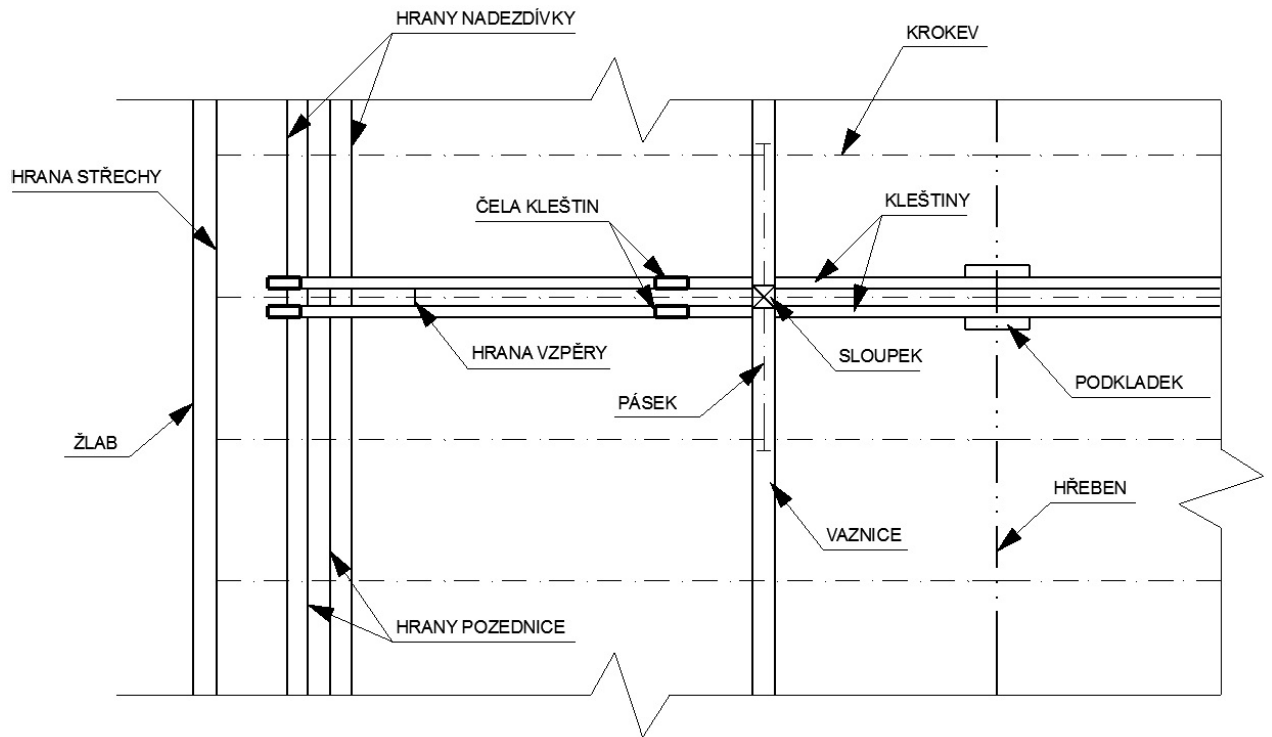 HRANY NADEZDÍVKY
KROKEV
HRANA STŘECHY
ČELA KLEŠTIN
KLEŠTINY
HRANA VZPĚRY
SLOUPEK
PODKLADEK
PÁSEK
ŽLAB
HŘEBEN
VAZNICE
HRANY POZEDNICE